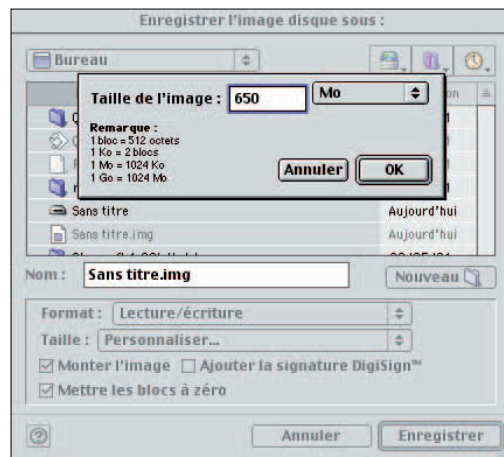 Enregistrer l'image disque sous :
Bureau
Taille de l'image : 650 Mo
Remarque :
1 bloc = 512 octets
1 Ko = 2 blocs
1 Mo = 1024 Ko
1 Go = 1024 Mo
Annuler OK
Sans titre Aujourd'hui
Sans titre.img Aujourd'hui
Nom : Sans titre.img Nouveau
Format : Lecture/écriture
Taille : Personnaliser...
Monter l'image Ajouter la signature DigiSign™
Mettre les blocs à zéro
? Annuler Enregistrer